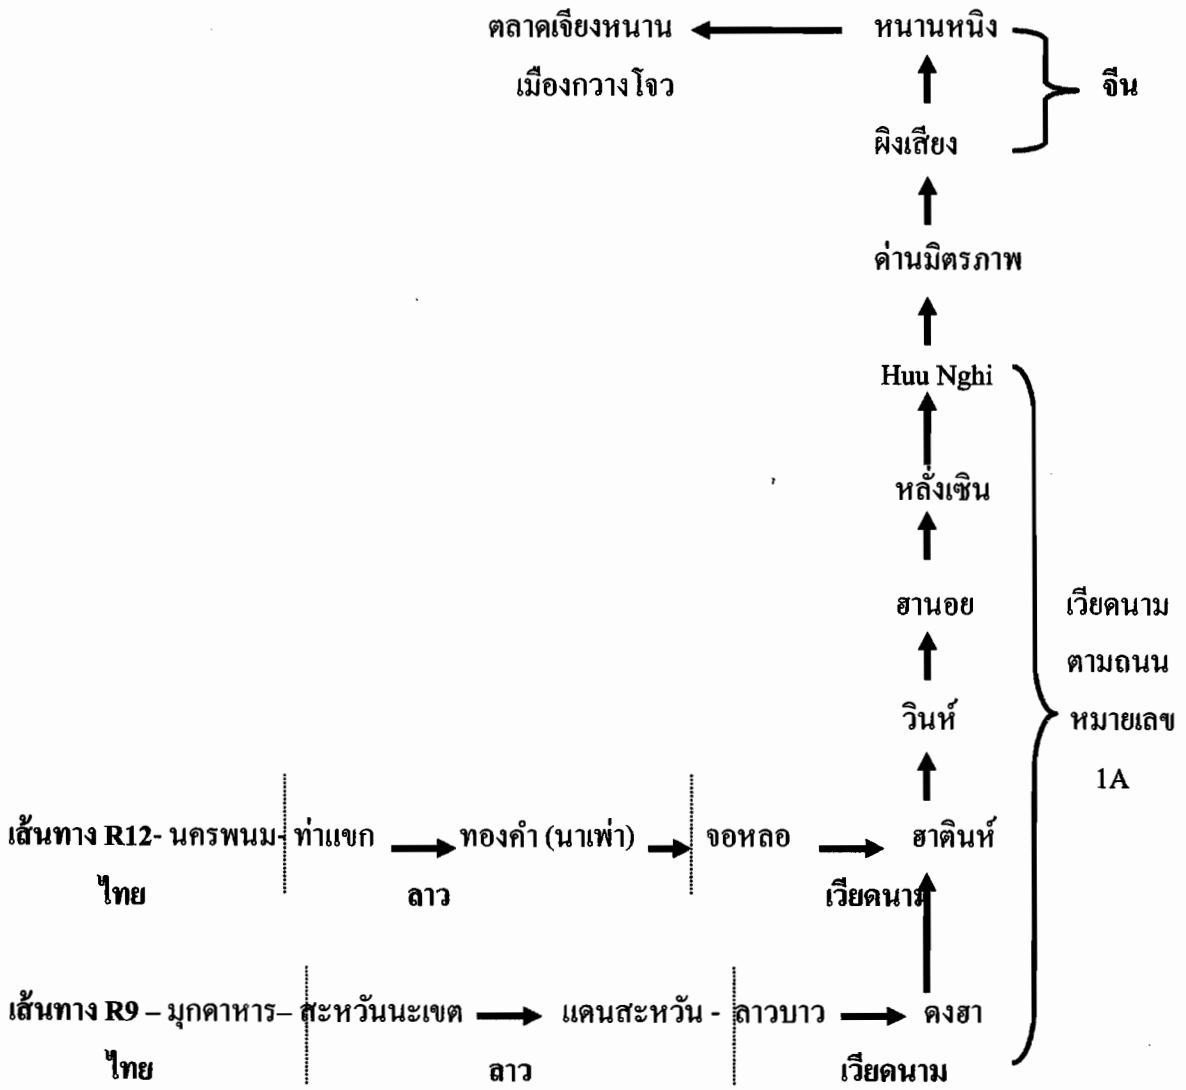 ตลาดเจียงหนาน หนานหนิง
เมืองกวางโจว จีน
ผิงเสียง
ด่านมิตรภาพ
Huu Nghi
หลั่งเซิน
ฮานอย เวียดนาม
ตามถนน
วินห์ หมายเลข
1A
เส้นทาง R12- นครพนม- ท่าแขก ทองคำ (นาเพ่า) จอหลอ ฮาตินห์
ไทย ลาว เวียดนาม
เส้นทาง R9 – มุกดาหาร– สะหวันนะเขต แดนสะหวัน - ลาวบาว ดงฮา
ไทย ลาว เวียดนาม